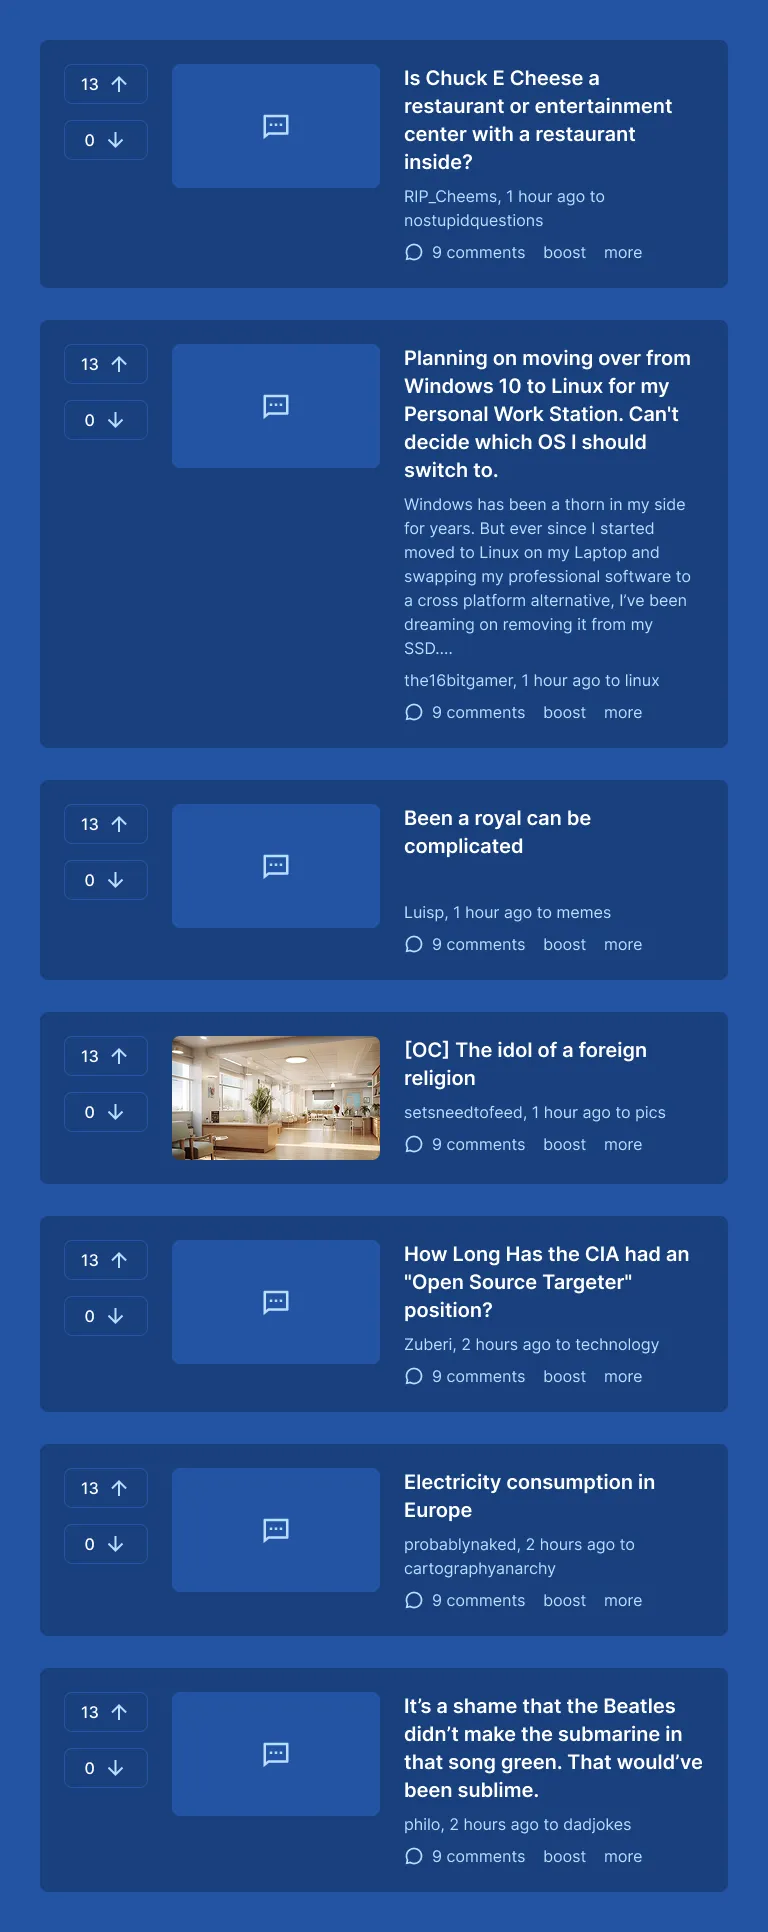 13
0
Is Chuck E Cheese a
restaurant or entertainment
center with a restaurant
inside?
RIP_Cheems, 1 hour ago to
nostupidquestions
9 comments boost more
13
0
Planning on moving over from
Windows 10 to Linux for my
Personal Work Station. Can't
decide which OS I should
switch to.
Windows has been a thorn in my side
for years. But ever since I started
moved to Linux on my Laptop and
swapping my professional software to
a cross platform alternative, I’ve been
dreaming on removing it from my
SSD....
the16bitgamer, 1 hour ago to linux
9 comments boost more
13
0
Been a royal can be
complicated
Luisp, 1 hour ago to memes
9 comments boost more
13
0
[OC] The idol of a foreign
religion
setsneedtofeed, 1 hour ago to pics
9 comments boost more
13
0
How Long Has the CIA had an
"Open Source Targeter"
position?
Zuberi, 2 hours ago to technology
9 comments boost more
13
0
Electricity consumption in
Europe
probablynaked, 2 hours ago to
cartographyanarchy
9 comments boost more
13
0
It’s a shame that the Beatles
didn’t make the submarine in
that song green. That would’ve
been sublime.
philo, 2 hours ago to dadjokes
9 comments boost more